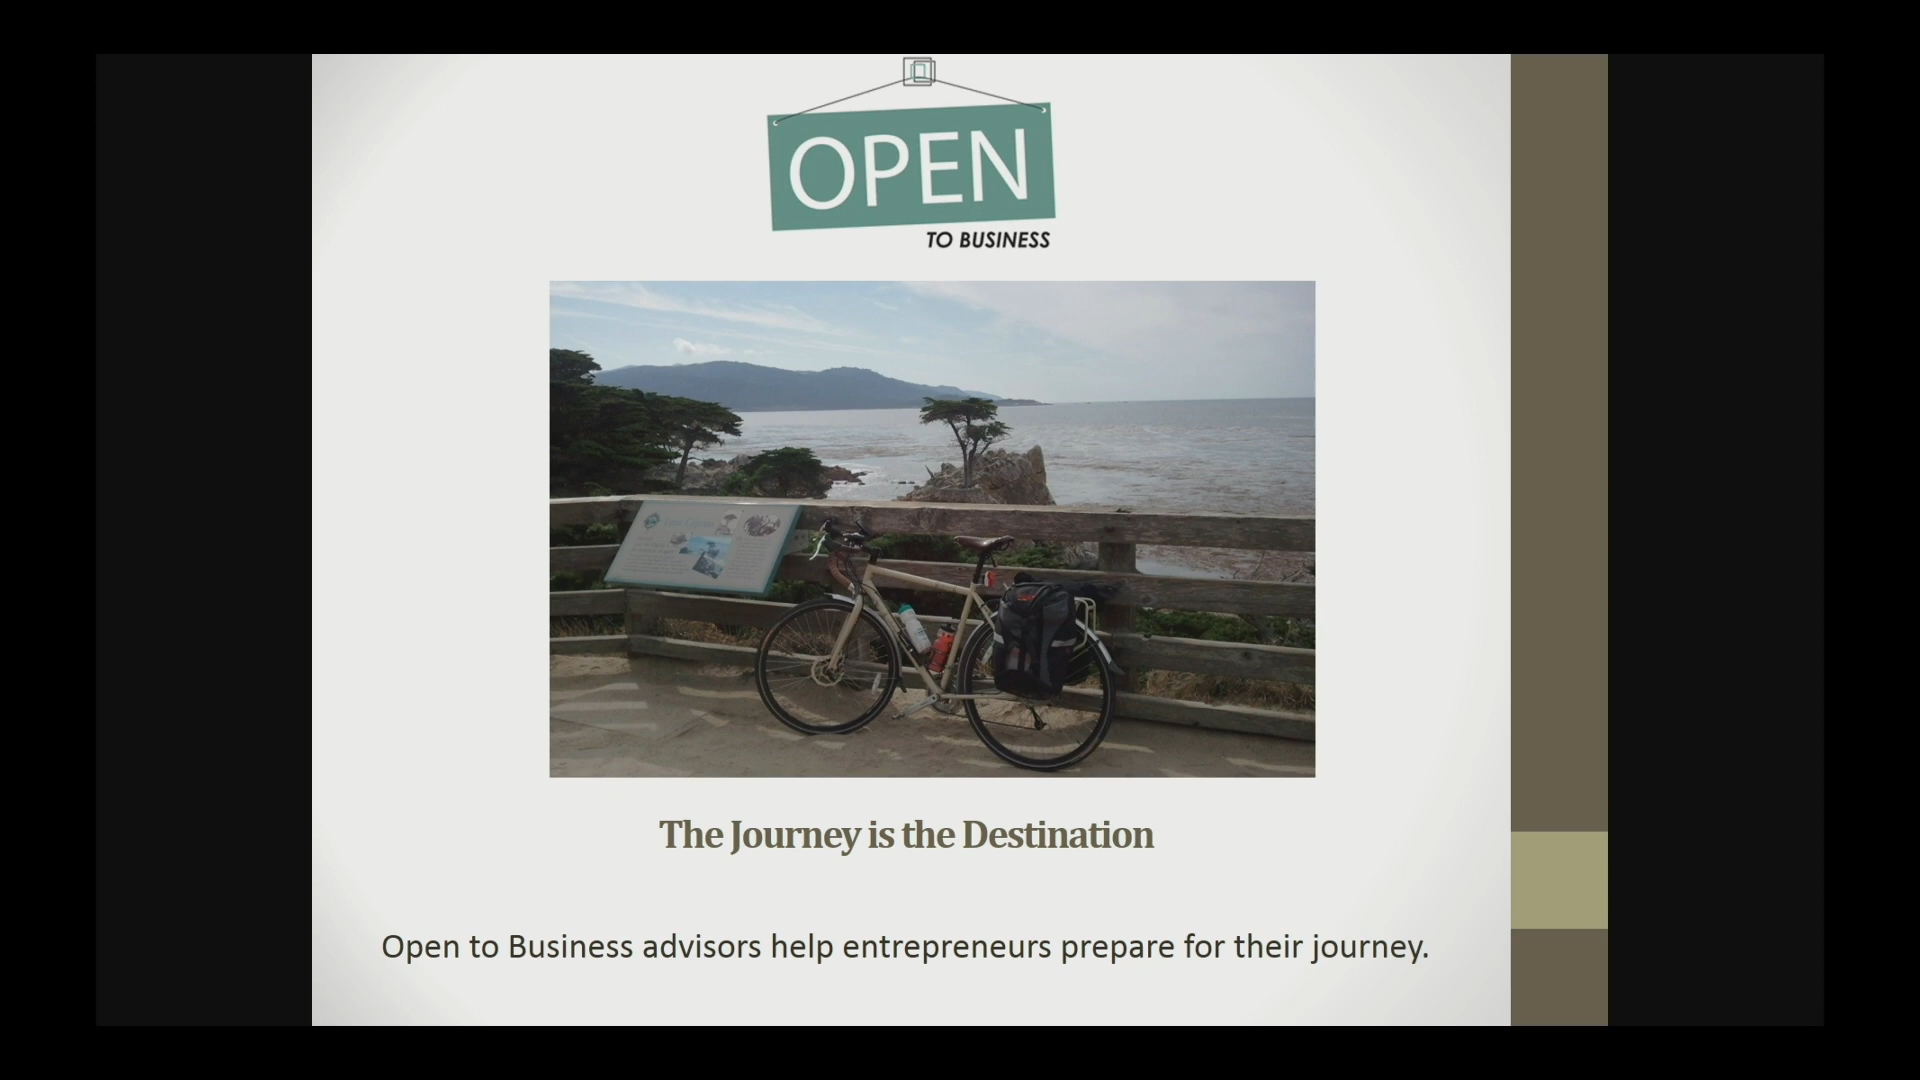 OPEN
TO BUSINESS
The Journey is the Destination
Open to Business advisors help entrepreneurs prepare for their journey.